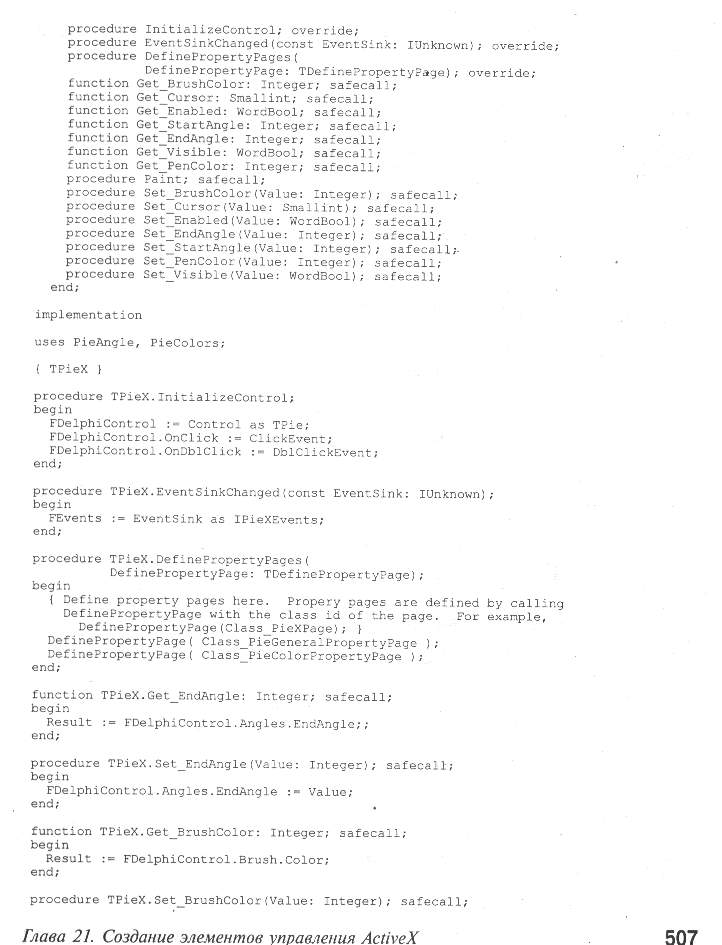 procedure InitializeControl; override;
procedure EventSinkChanged(const EventSink: IUnknown); override;
procedure DefinePropertyPages(
DefinePropertyPage: TDefinePropertyPage); override;
function Get_BrushColor: Integer; safecall;
function Get_Cursor: Smallint; safecall;
function Get_Enabled: WordBool; safecall;
function Get_StartAngle: Integer; safecall;
function Get_EndAngle: Integer; safecall;
function Get_Visible: WordBool; safecall;
function Get_PenColor: Integer; safecall;
procedure Paint; safecall;
procedure Set_BrushColor(Value: Integer); safecall;
procedure Set_Cursor(Value: Smallint); safecall;
procedure Set_Enabled(Value: WordBool); safecall;
procedure Set_EndAngle(Value: Integer); safecall;
procedure Set_StartAngle(Value: Integer); safecall;
procedure Set_PenColor(Value: Integer); safecall;
procedure Set_Visible(Value: WordBool); safecall;
end;
implementation
uses PieAngle, PieColors;
{ TPieX }
procedure TPieX.InitializeControl;
begin
FDelphiControl := Control as TPie;
FDelphiControl.OnClick := ClickEvent;
FDelphiControl.OnDblClick := DblClickEvent;
end;
procedure TPieX.EventSinkChanged(const EventSink: IUnknown);
begin
FEvents := EventSink as IPieXEvents;
end;
procedure TPieX.DefinePropertyPages(
DefinePropertyPage: TDefinePropertyPage);
begin
{ Define property pages here. Propery pages are defined by calling
DefinePropertyPage with the class id of the page. For example,
DefinePropertyPage(Class_PieXPage); }
DefinePropertyPage( Class_PieGeneralPropertyPage );
DefinePropertyPage( Class_PieColorPropertyPage );
end;
function TPieX.Get_EndAngle: Integer; safecall;
begin
Result := FDelphiControl.Angles.EndAngle;;
end;
procedure TPieX.Set_EndAngle(Value: Integer); safecall;
begin
FDelphiControl.Angles.EndAngle := Value;
end;
function TPieX.Get_BrushColor: Integer; safecall;
begin
Result := FDelphiControl.Brush.Color;
end;
procedure TPieX.Set_BrushColor(Value: Integer); safecall;
Глава 21. Создание элементов управления ActiveX 507